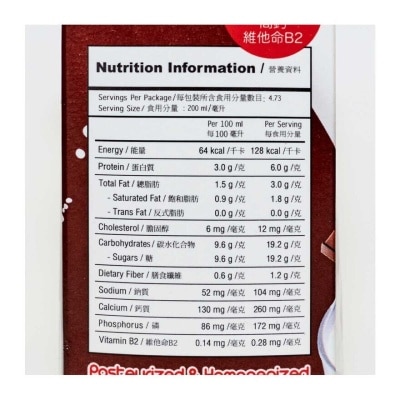 維他命B2
Nutrition Information / 營養資料
Servings Per Package / 每包裝所含食用分量數目: 4.73
Serving Size / 食用分量 : 200 ml/毫升
Per 100 ml Per Serving
每 100 毫升 每食用分量
Energy / 能量 64 kcal /千卡 128 kcal /千卡
Protein / 蛋白質 3.0 g /克 6.0 g /克
Total Fat / 總脂肪 1.5 g /克 3.0 g /克
- Saturated Fat / 飽和脂肪 0.9 g /克 1.8 g /克
- Trans Fat / 反式脂肪 0.0 g /克 0.0 g /克
Cholesterol / 膽固醇 6 mg /毫克 12 mg /毫克
Carbohydrates / 碳水化合物 9.6 g /克 19.2 g /克
- Sugars / 糖 9.6 g /克 19.2 g /克
Dietary Fiber / 膳食纖維 0.6 g /克 1.2 g /克
Sodium / 鈉質 52 mg /毫克 104 mg /毫克
Calcium / 鈣質 130 mg /毫克 260 mg /毫克
Phosphorus / 磷 86 mg /毫克 172 mg /毫克
Vitamin B2 / 維他命B2 0.14 mg /毫克 0.28 mg /毫克
Pasteurized & Homogenized